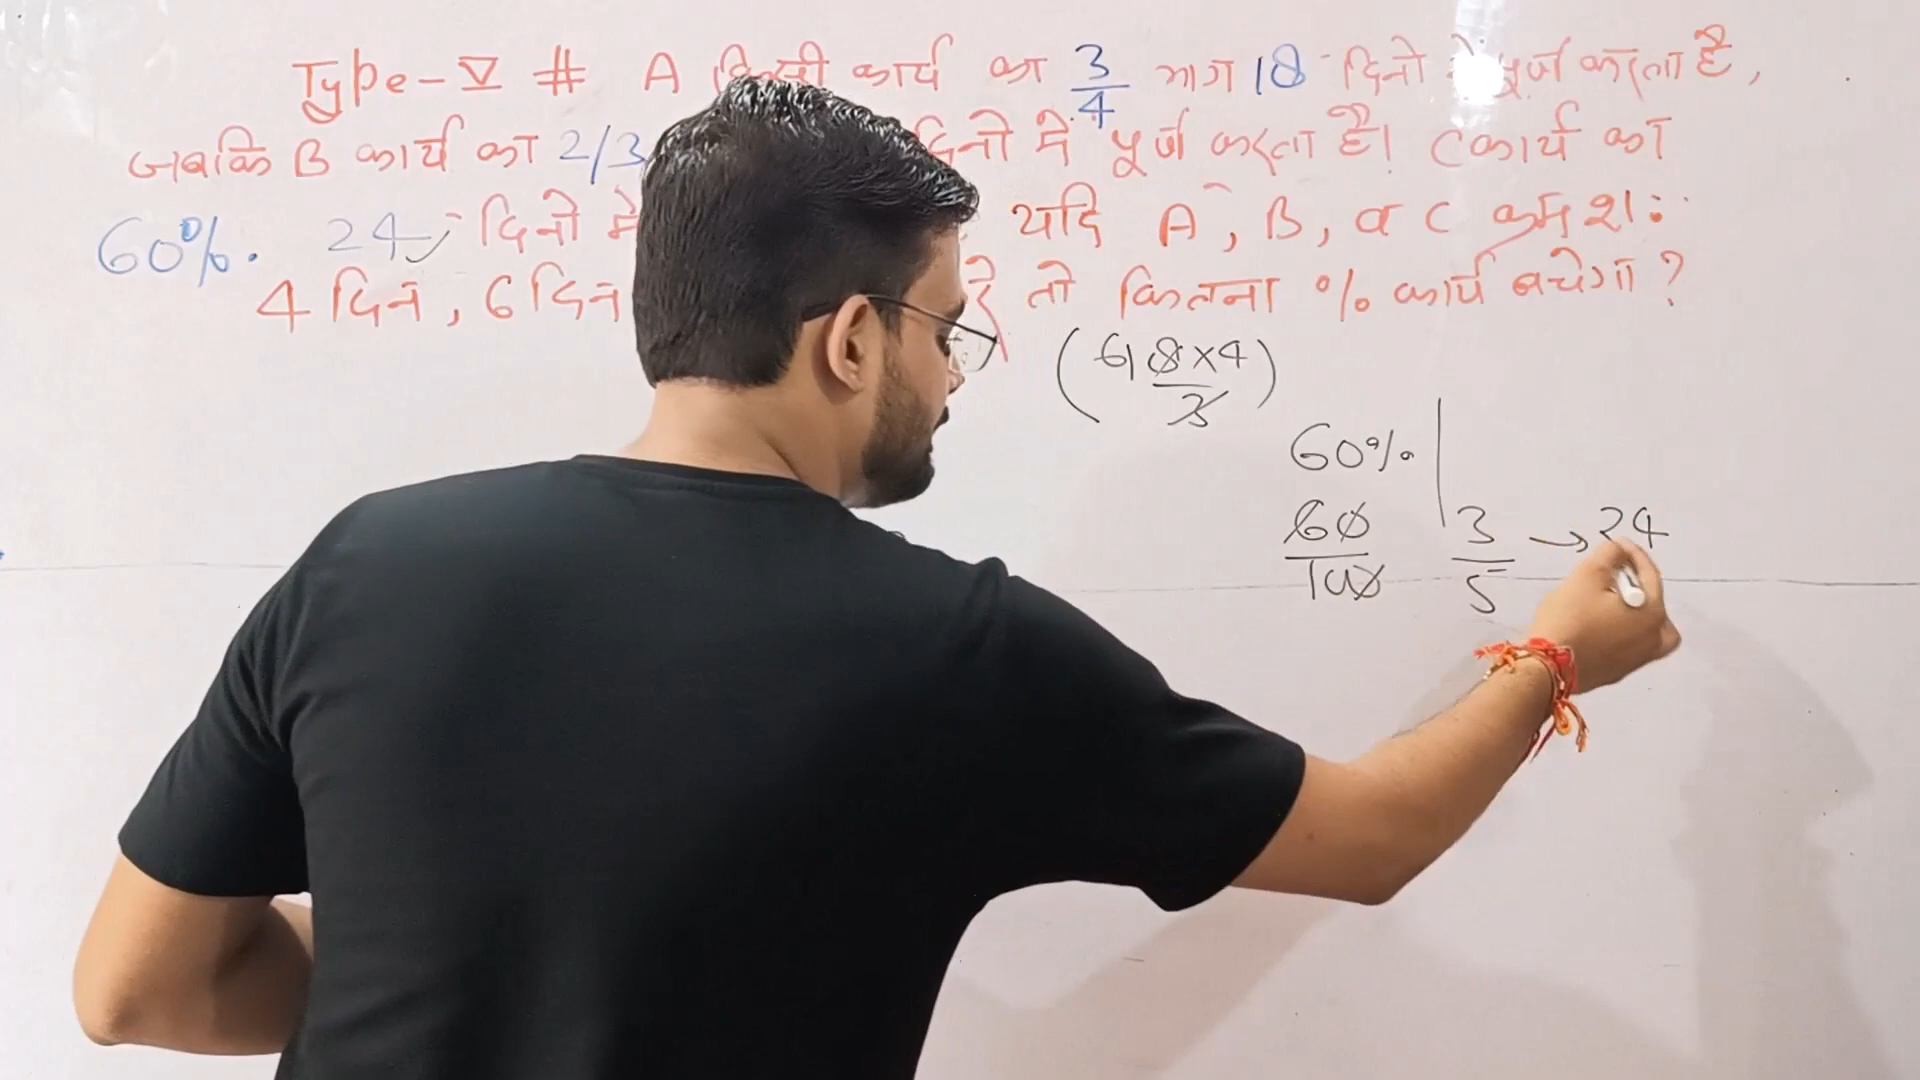 Type-V # A किसी कार्य का 3/4 भाग 18 दिनो में पूर्ण करता है,
जबकि B कार्य का 2/3 दिनो में पूर्ण करता है। C कार्य का
60% 24 दिनो मे यदि A, B, व C क्रमशः
4 दिन, 6 दिन तो कितना % कार्य बचेगा ?
(6 18×4/3)
60%
60/100 3/5 → 24